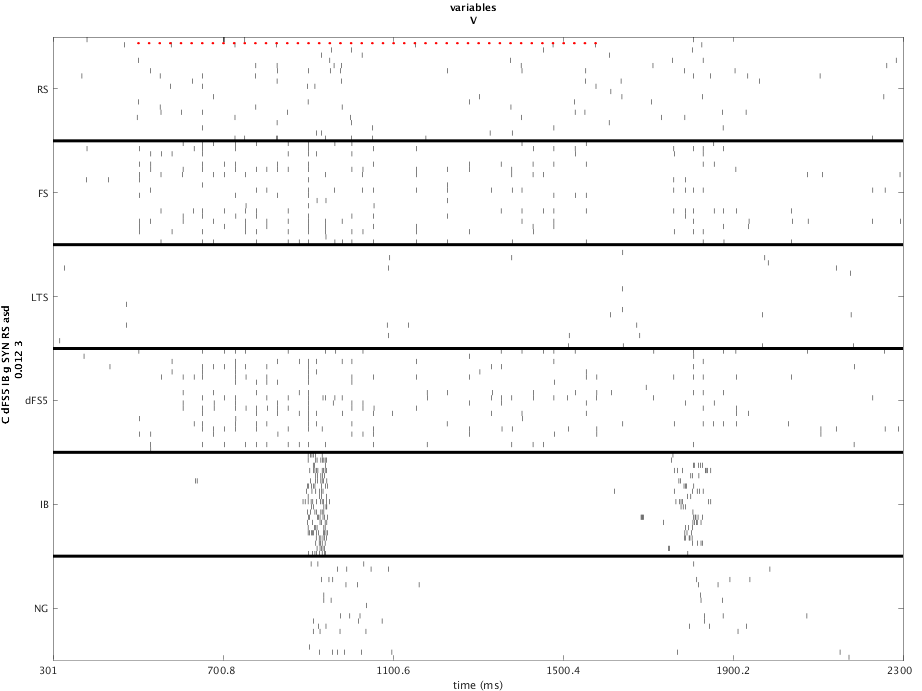 variables
V
C dFS5 IB g SYN RS asd
0.012 3
RS
FS
LTS
dFS5
IB
NG
301
700.8
1100.6
1500.4
1900.2
2300
time (ms)